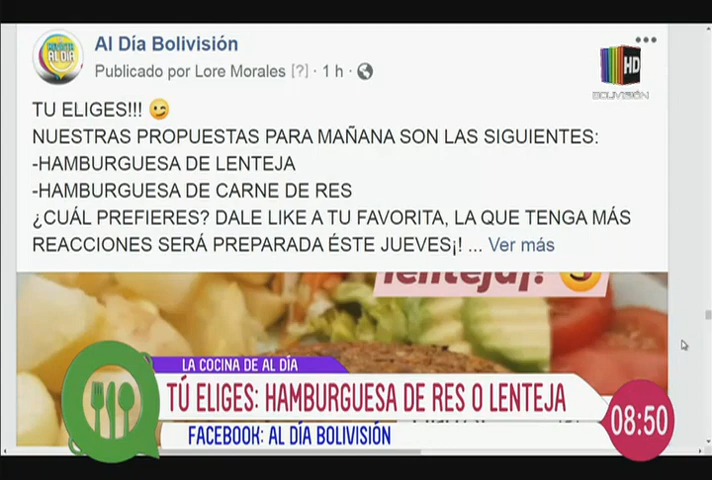 Al Día Bolivisión
Publicado por Lore Morales [?] · 1 h ·
HD
BOLIVISIÓN
AL DÍA
TU ELIGES!!! 😉
NUESTRAS PROPUESTAS PARA MAÑANA SON LAS SIGUIENTES:
-HAMBURGUESA DE LENTEJA
-HAMBURGUESA DE CARNE DE RES
¿CUÁL PREFIERES? DALE LIKE A TU FAVORITA, LA QUE TENGA MÁS
REACCIONES SERÁ PREPARADA ÉSTE JUEVES¡! ... Ver más
lenteja¡!
LA COCINA DE AL DÍA
TÚ ELIGES: HAMBURGUESA DE RES O LENTEJA
FACEBOOK: AL DÍA BOLIVISIÓN
08:50